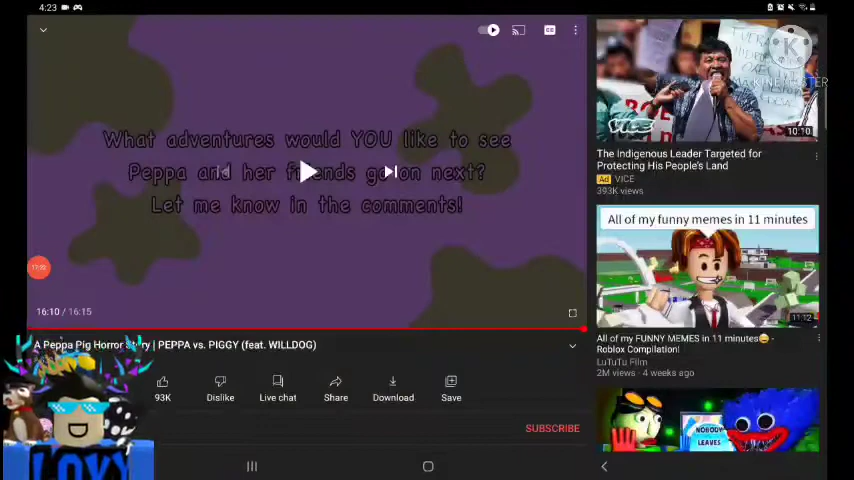 4:23
What adventures would YOU like to see
Peppa and her friends go on next?
Let me know in the comments!
16:10 / 16:15
A Peppa Pig Horror Story | PEPPA vs. PIGGY (feat. WILLDOG)
93K
Dislike
Live chat
Share
Download
Save
SUBSCRIBE
VICE
10:10
The Indigenous Leader Targeted for
Protecting His People's Land
Ad VICE
393K views
All of my funny memes in 11 minutes
11:12
All of my FUNNY MEMES in 11 minutes😂 -
Roblox Compilation!
LuTuTu Film
2M views · 4 weeks ago
NOBODY
LEAVES